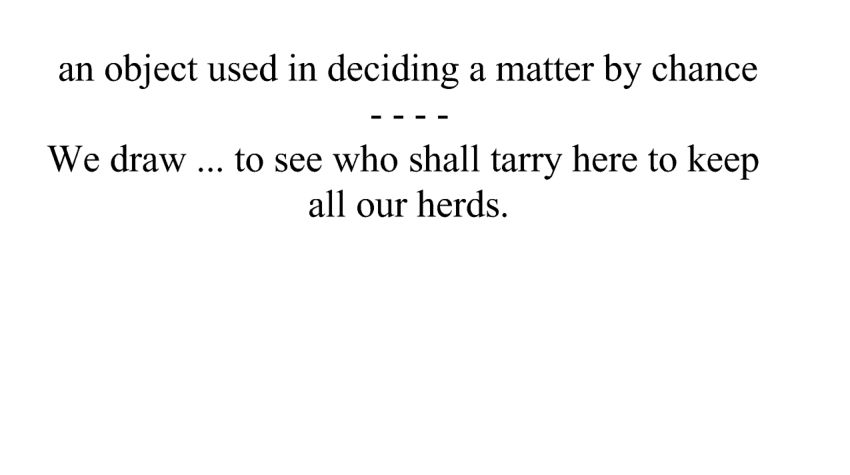 an object used in deciding a matter by chance
- - - -
We draw ... to see who shall tarry here to keep
all our herds.